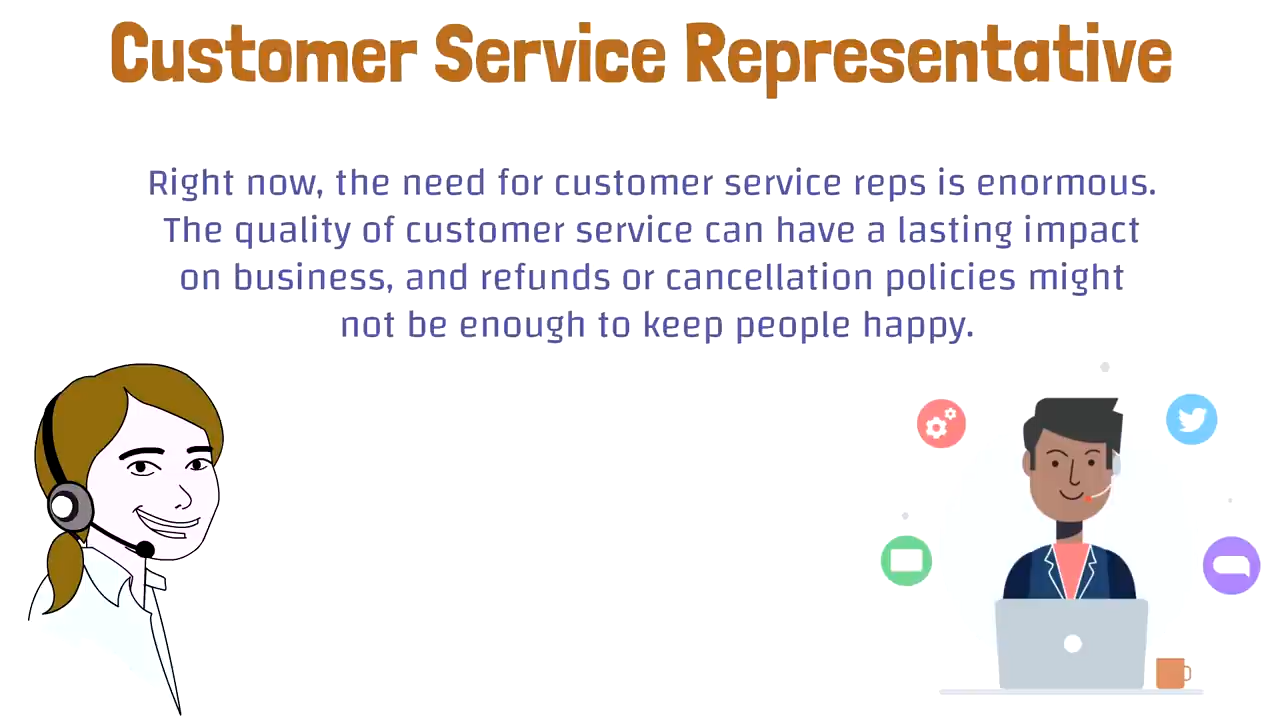 Customer Service Representative
Right now, the need for customer service reps is enormous.
The quality of customer service can have a lasting impact
on business, and refunds or cancellation policies might
not be enough to keep people happy.